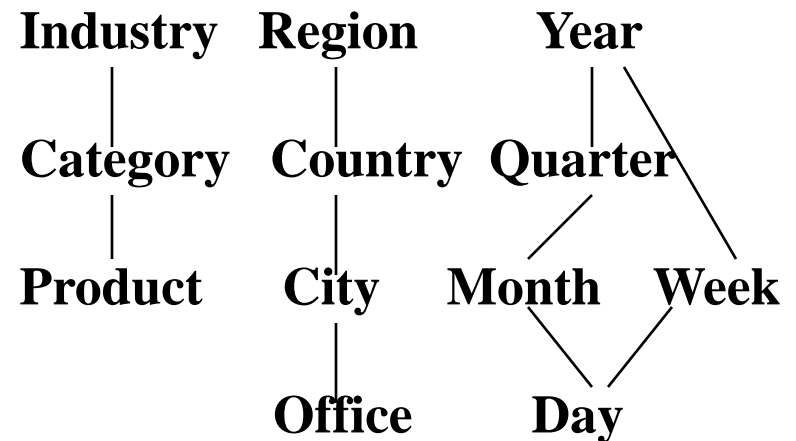 Industry Region Year
Category Country Quarter
Product City Month Week
Office Day